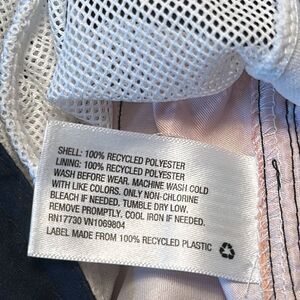 SHELL: 100% RECYCLED POLYESTER
LINING: 100% RECYCLED POLYESTER
WASH BEFORE WEAR. MACHINE WASH COLD
WITH LIKE COLORS. ONLY NON-CHLORINE
BLEACH IF NEEDED. TUMBLE DRY LOW.
REMOVE PROMPTLY. COOL IRON IF NEEDED.
RN17730 VN1069804
LABEL MADE FROM 100% RECYCLED PLASTIC